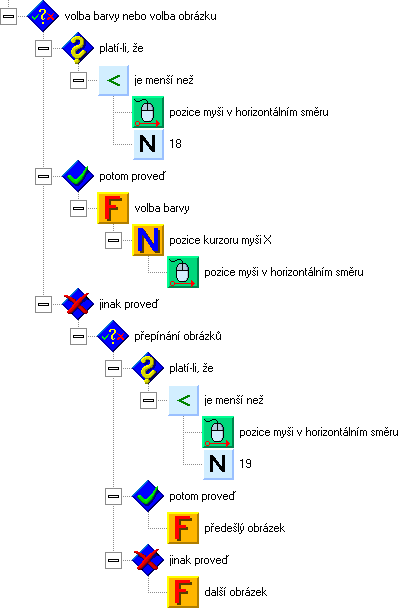 volba barvy nebo volba obrázku
platí-li, že
< je menší než
pozice myši v horizontálním směru
N 18
potom proveď
F volba barvy
N pozice kurzoru myši X
pozice myši v horizontálním směru
jinak proveď
přepínání obrázků
platí-li, že
< je menší než
pozice myši v horizontálním směru
N 19
potom proveď
F předešlý obrázek
jinak proveď
F další obrázek